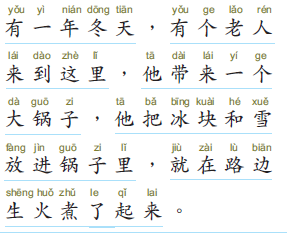 yǒu yì nián dōng tiān yǒu ge lǎo rén
有一年冬天，有个老人
lái dào zhè lǐ tā dài lái yí ge
来到这里，他带来一个
dà guō zi tā bǎ bīng kuài hé xuě
大锅子，他把冰块和雪
fàng jìn guō zi lǐ jiù zài lù biān
放进锅子里，就在路边
shēng huǒ zhǔ le qǐ lai
生火煮了起来。